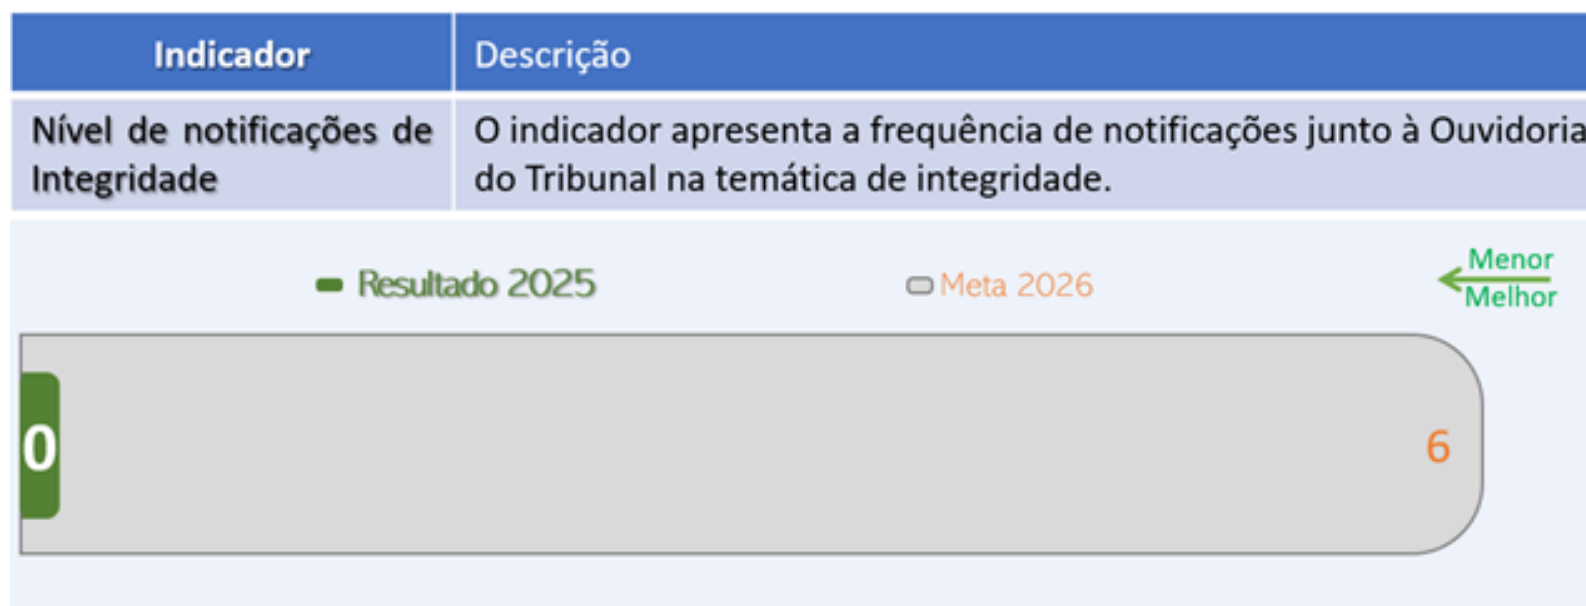 Indicador
Descrição
Nível de notificações de
Integridade
O indicador apresenta a frequência de notificações junto à Ouvidoria
do Tribunal na temática de integridade.
Resultado 2025
Meta 2026
Menor
Melhor
0
6